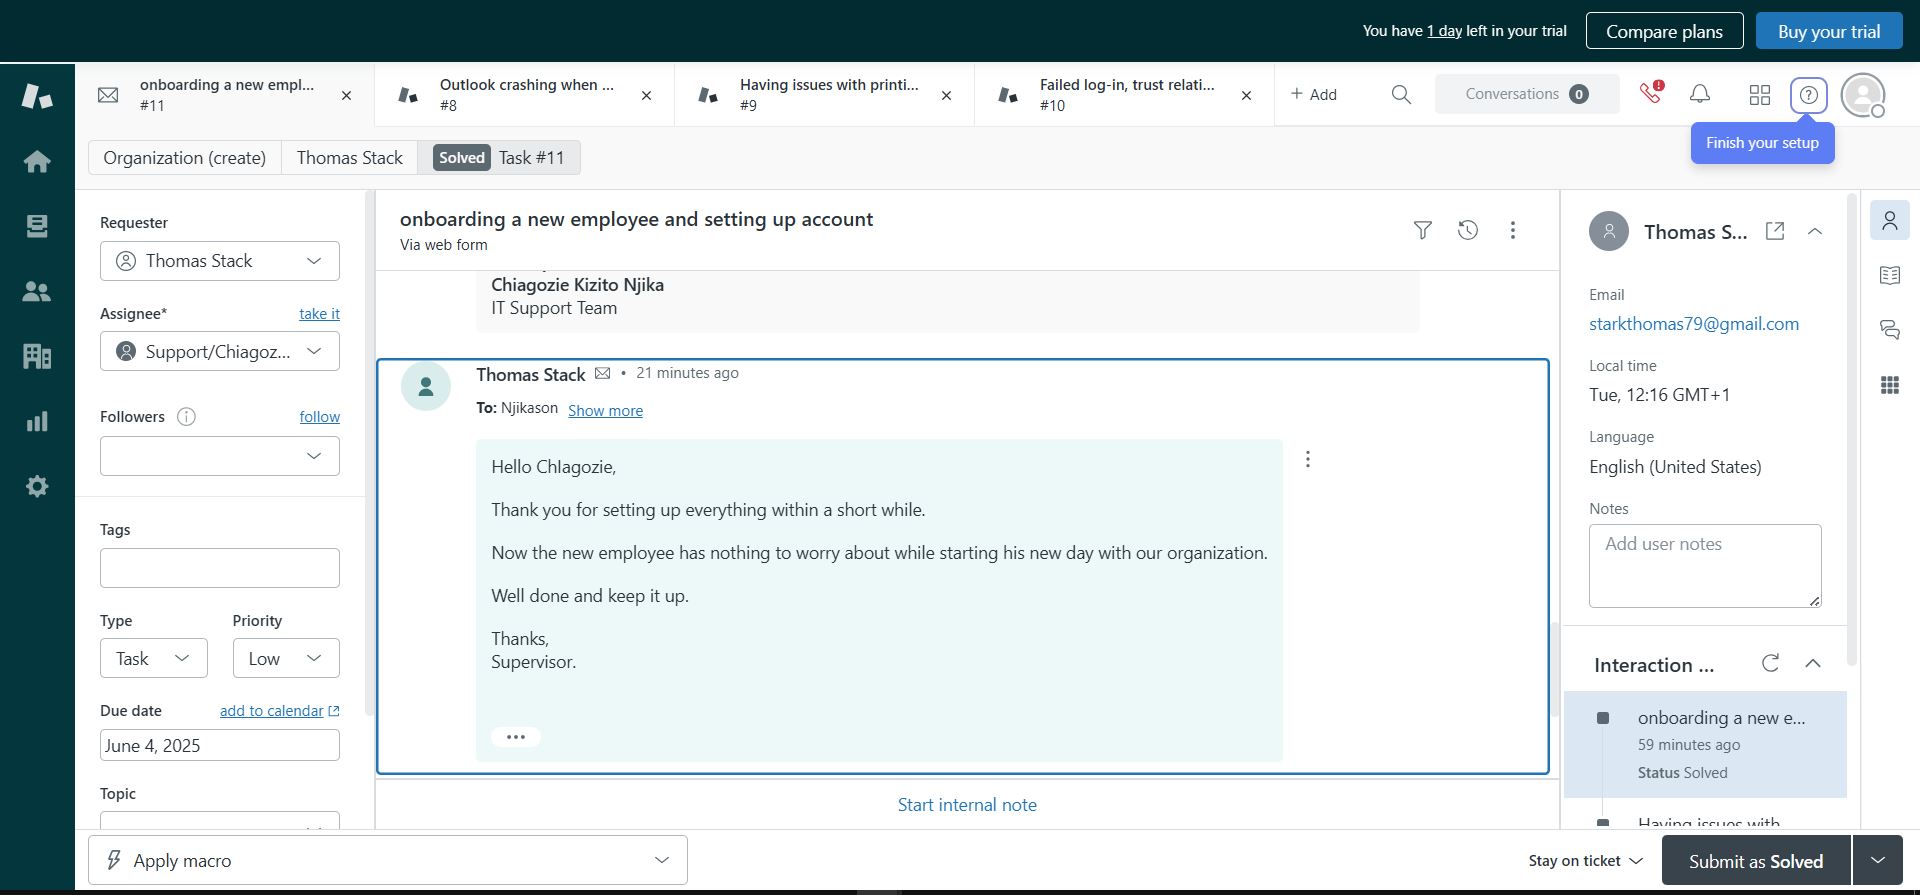 You have 1 day left in your trial
Compare plans
Buy your trial
onboarding a new empl...
#11
Outlook crashing when ...
#8
Having issues with printi...
#9
Failed log-in, trust relati...
#10
+ Add
Conversations 0
Finish your setup
Organization (create)
Thomas Stack
Solved Task #11
Requester
Thomas Stack
Assignee* take it
Support/Chiagoz...
Followers follow
Tags
Type Priority
Task Low
Due date add to calendar
June 4, 2025
Topic
onboarding a new employee and setting up account
Via web form
Chiagozie Kizito Njika
IT Support Team
Thomas Stack • 21 minutes ago
To: Njikason Show more
Hello ChIagozie,
Thank you for setting up everything within a short while.
Now the new employee has nothing to worry about while starting his new day with our organization.
Well done and keep it up.
Thanks,
Supervisor.
Start internal note
Thomas S...
Email
starkthomas79@gmail.com
Local time
Tue, 12:16 GMT+1
Language
English (United States)
Notes
Add user notes
Interaction ...
onboarding a new e...
59 minutes ago
Status Solved
Having issues with
Apply macro
Stay on ticket
Submit as Solved